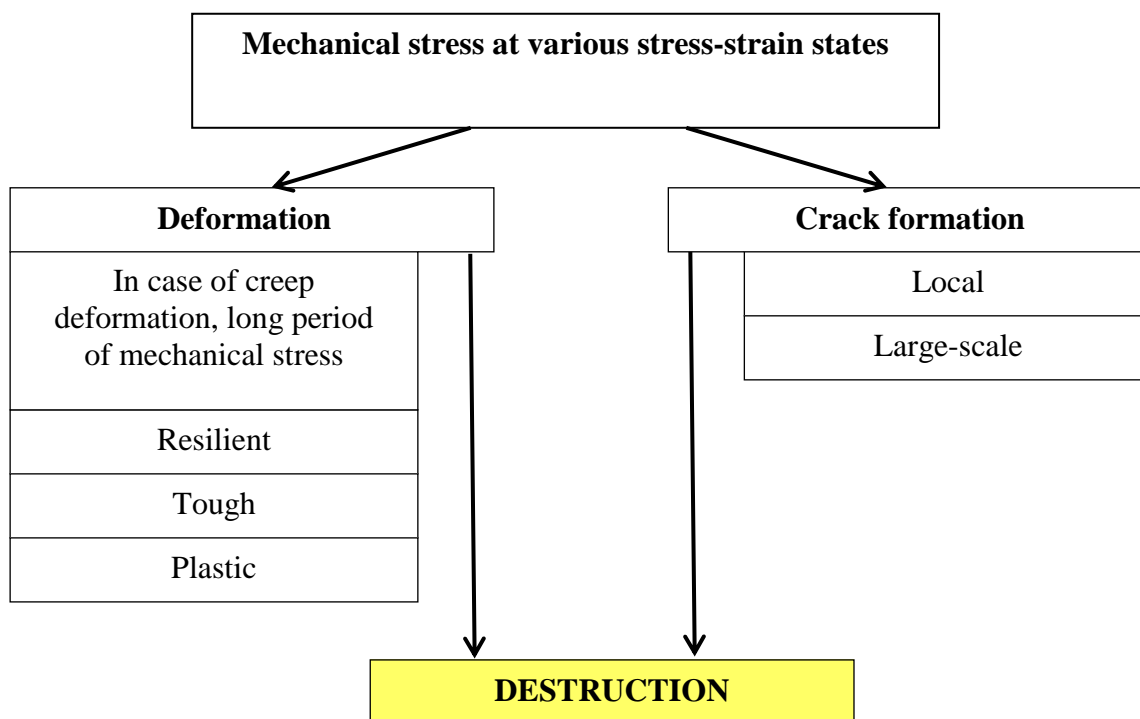 Mechanical stress at various stress-strain states
Deformation
In case of creep
deformation, long period
of mechanical stress
Resilient
Tough
Plastic
Crack formation
Local
Large-scale
DESTRUCTION